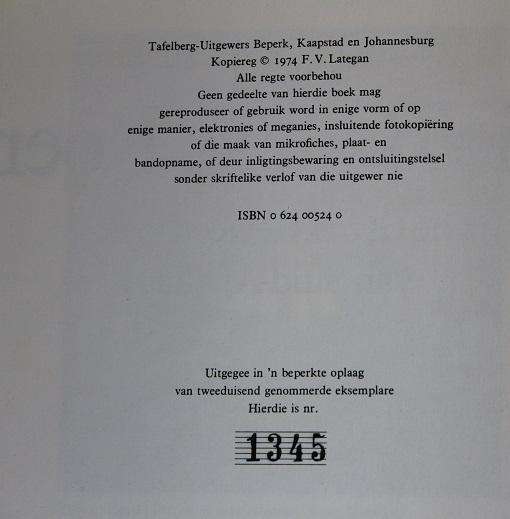 Tafelberg-Uitgewers Beperk, Kaapstad en Johannesburg
Kopiereg © 1974 F. V. Lategan
Alle regte voorbehou
Geen gedeelte van hierdie boek mag
gereproduseer of gebruik word in enige vorm of op
enige manier, elektronies of meganies, insluitende fotokopiëring
of die maak van mikrofiches, plaat- en
bandopname, of deur inligtingsbewaring en ontsluitingstelsel
sonder skriftelike verlof van die uitgewer nie
ISBN 0 624 00524 0
Uitgegee in 'n beperkte oplaag
van tweeduisend genommerde eksemplare
Hierdie is nr.
1345